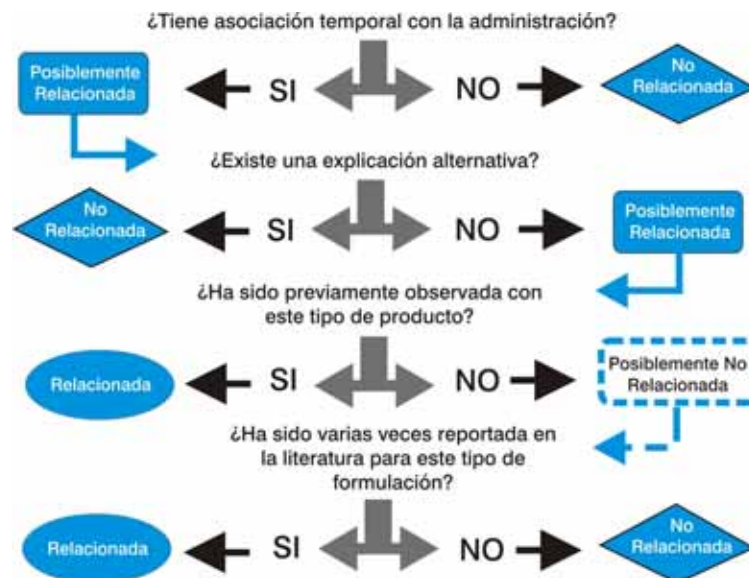 ¿Tiene asociación temporal con la administración?
Posiblemente
Relacionada
SI
NO
No
Relacionada
¿Existe una explicación alternativa?
No
Relacionada
SI
NO
Posiblemente
Relacionada
¿Ha sido previamente observada con
este tipo de producto?
Relacionada
SI
NO
Posiblemente No
Relacionada
¿Ha sido varias veces reportada en
la literatura para este tipo de
formulación?
Relacionada
SI
NO
No
Relacionada